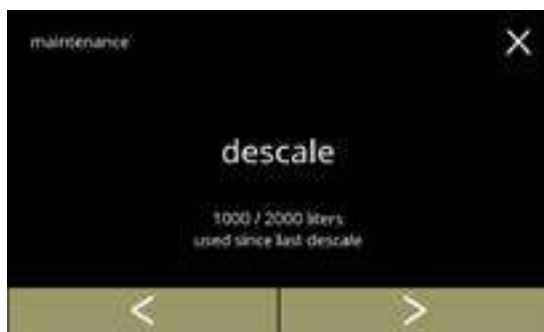 maintenance
descale
1000 / 2000 liters
used since last descale